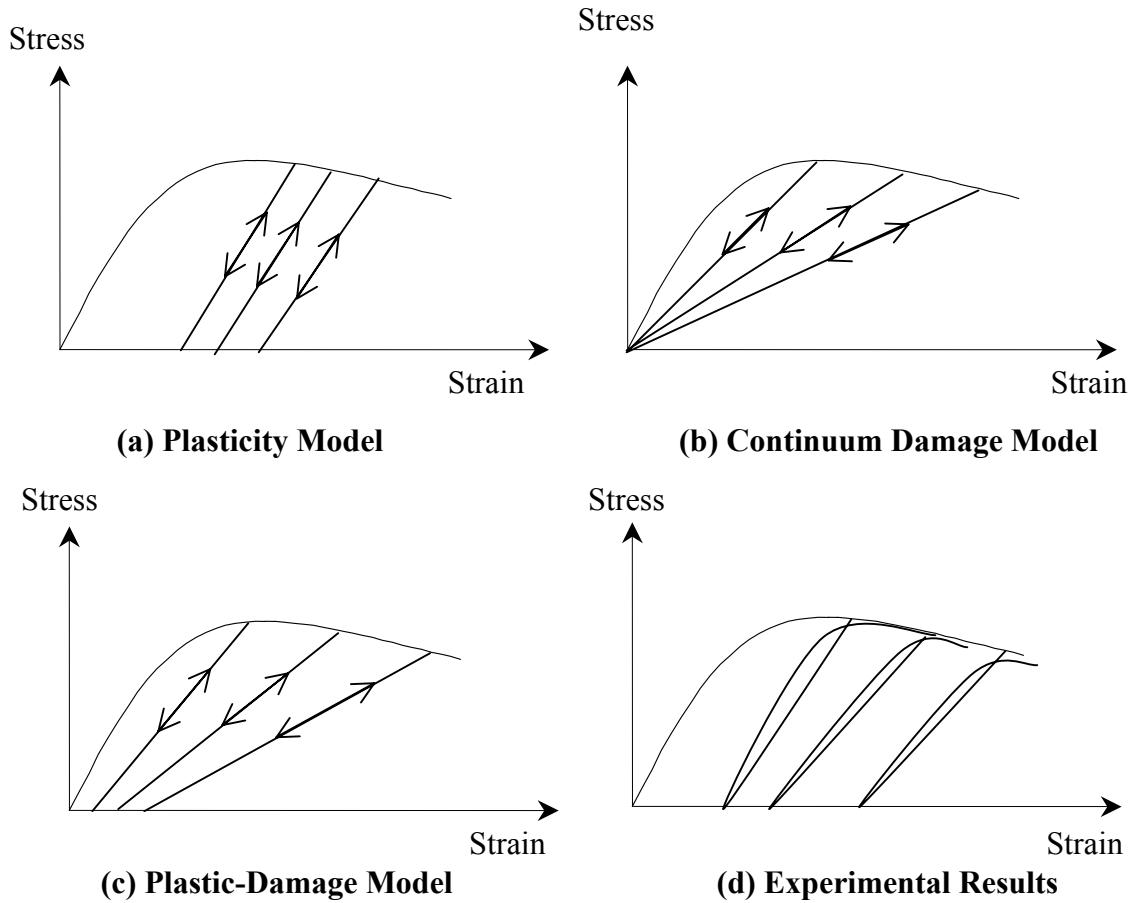 Stress
Strain
(a) Plasticity Model
Stress
Strain
(b) Continuum Damage Model
Stress
Strain
(c) Plastic-Damage Model
Stress
Strain
(d) Experimental Results